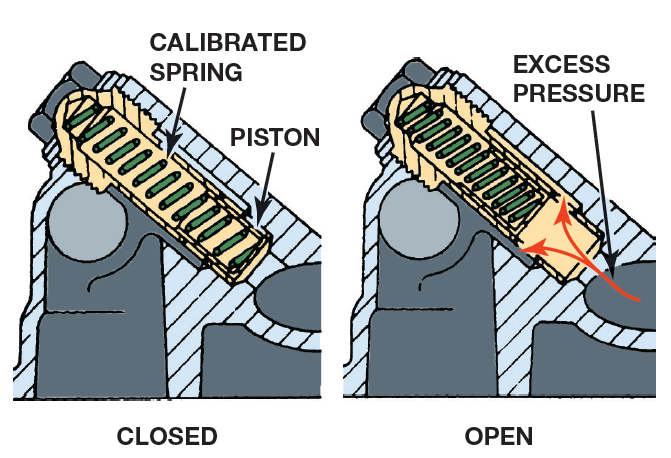 CALIBRATED
SPRING
PISTON
EXCESS
PRESSURE
CLOSED
OPEN